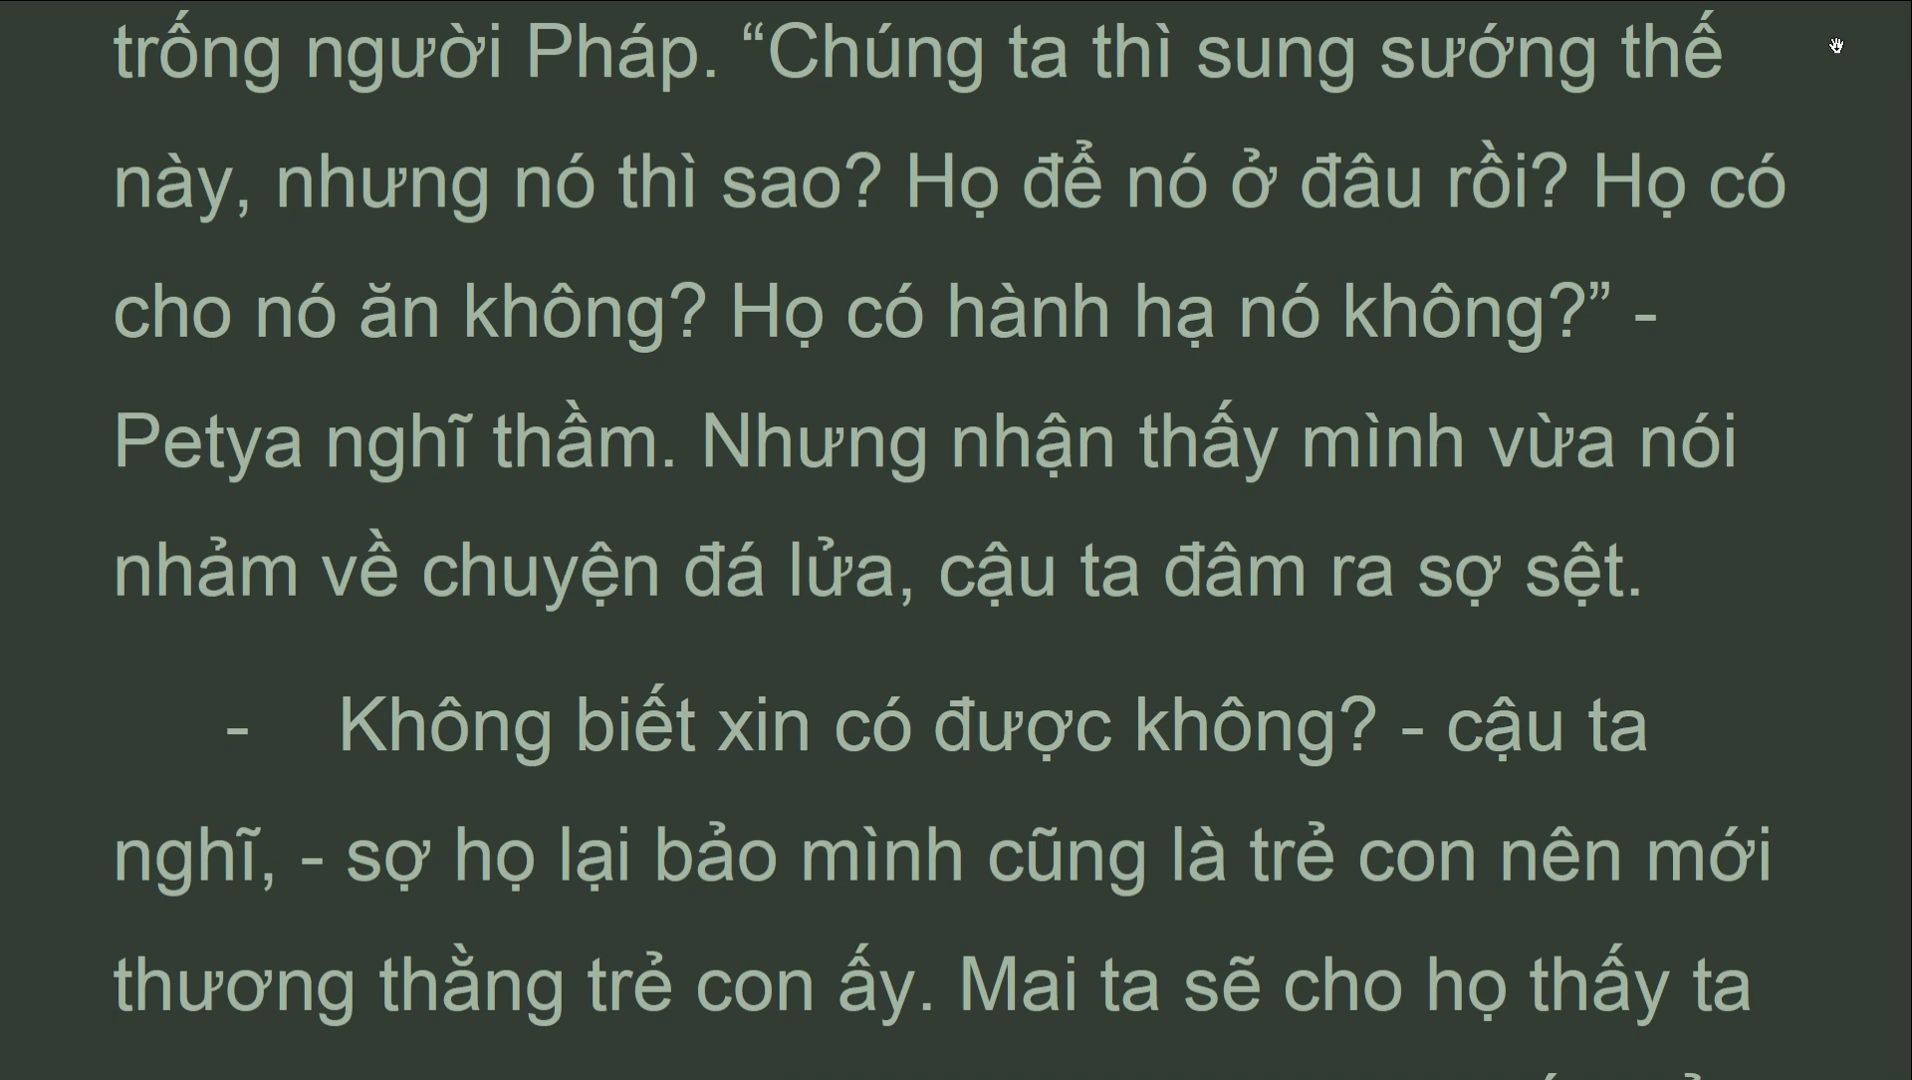 trống người Pháp. “Chúng ta thì sung sướng thế
này, nhưng nó thì sao? Họ để nó ở đâu rồi? Họ có
cho nó ăn không? Họ có hành hạ nó không?” -
Petya nghĩ thầm. Nhưng nhận thấy mình vừa nói
nhảm về chuyện đá lửa, cậu ta đâm ra sợ sệt.
- Không biết xin có được không? - cậu ta
nghĩ, - sợ họ lại bảo mình cũng là trẻ con nên mới
thương thằng trẻ con ấy. Mai ta sẽ cho họ thấy ta